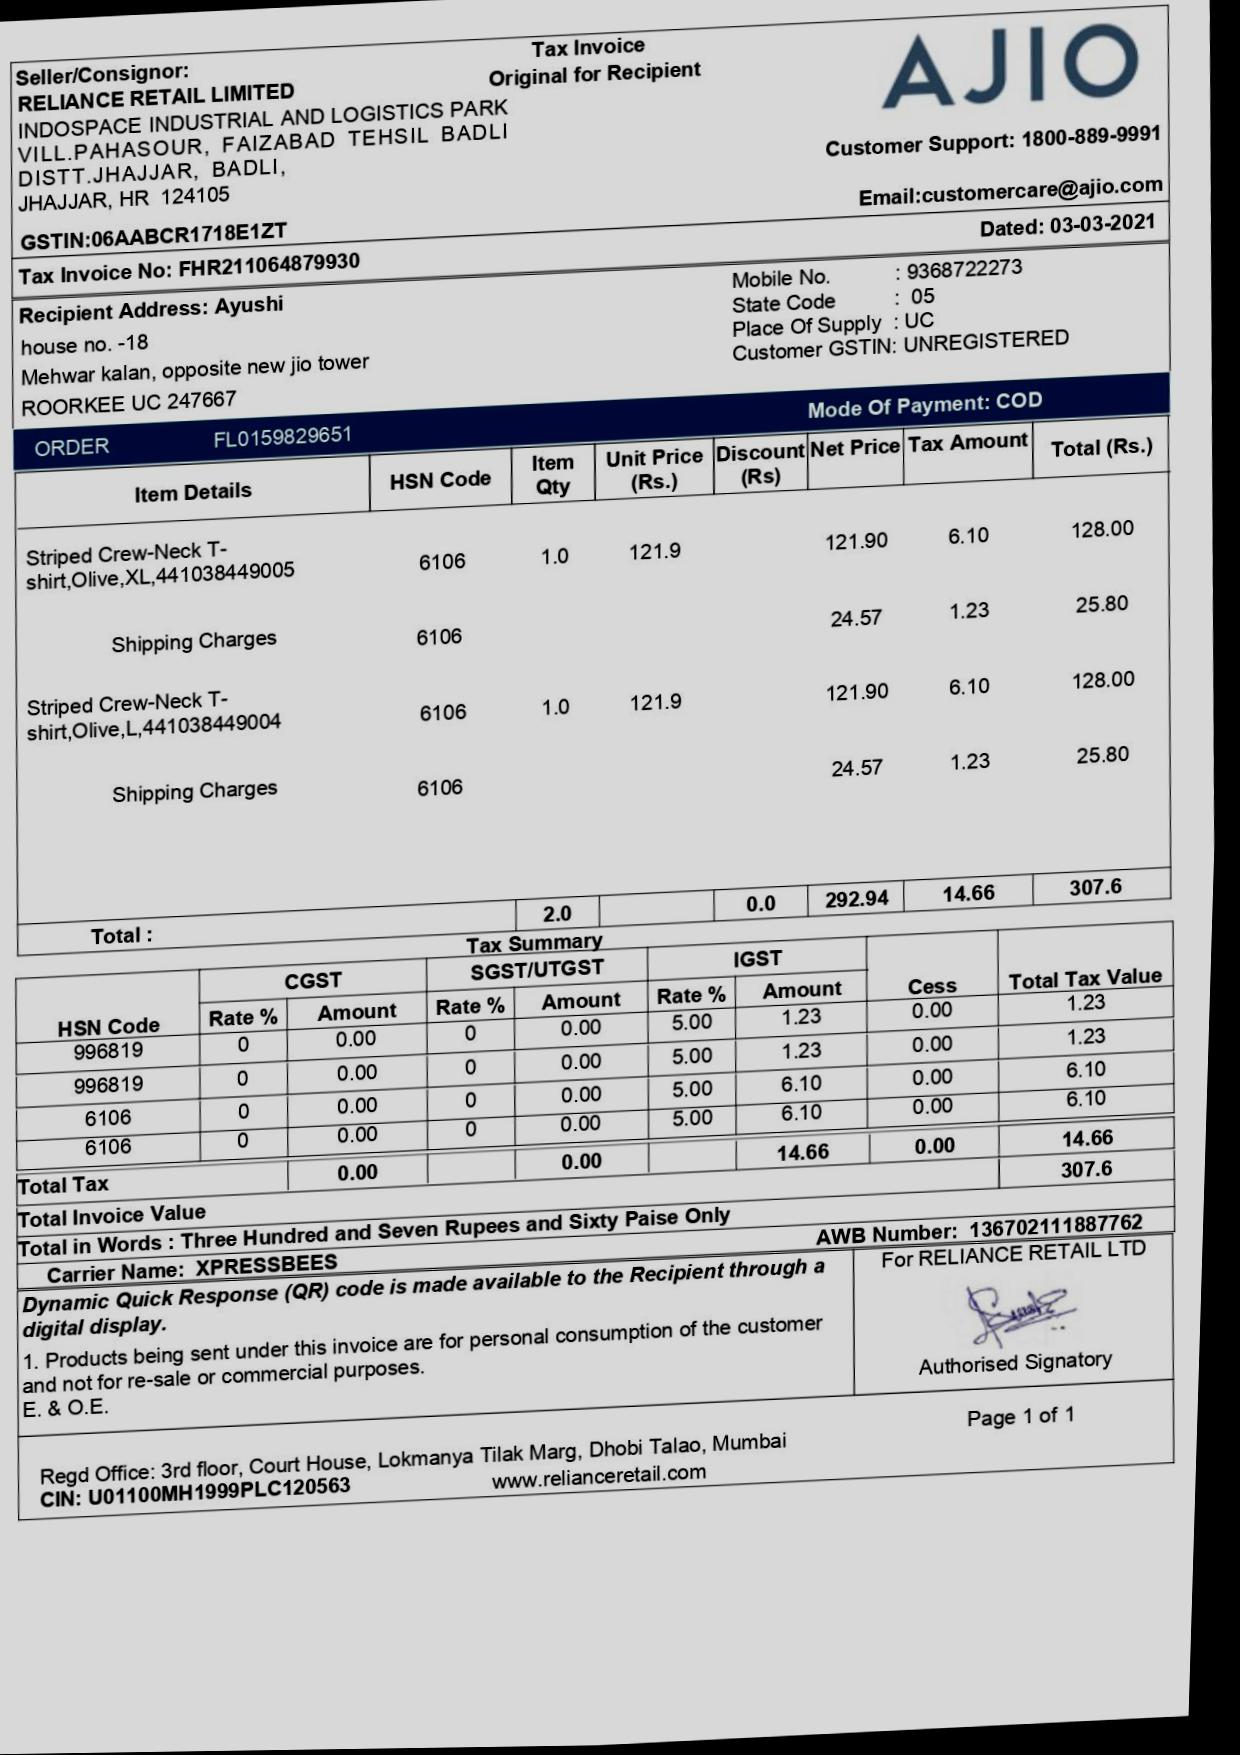 Tax Invoice
Original for Recipient
AJIO
Seller/Consignor:
RELIANCE RETAIL LIMITED
INDOSPACE INDUSTRIAL AND LOGISTICS PARK
VILL.PAHASOUR, FAIZABAD TEHSIL BADLI
DISTT.JHAJJAR, BADLI,
JHAJJAR, HR 124105
Customer Support: 1800-889-9991
Email:customercare@ajio.com
GSTIN:06AABCR1718E1ZT
Dated: 03-03-2021
Tax Invoice No: FHR211064879930
Recipient Address: Ayushi
house no. -18
Mehwar kalan, opposite new jio tower
ROORKEE UC 247667
Mobile No. : 9368722273
State Code : 05
Place Of Supply : UC
Customer GSTIN: UNREGISTERED
ORDER FL0159829651 Mode Of Payment: COD
Item Details HSN Code Item Qty Unit Price (Rs.) Discount (Rs) Net Price Tax Amount Total (Rs.)
Striped Crew-Neck T-
shirt,Olive,XL,441038449005 6106 1.0 121.9 121.90 6.10 128.00
Shipping Charges 6106 24.57 1.23 25.80
Striped Crew-Neck T-
shirt,Olive,L,441038449004 6106 1.0 121.9 121.90 6.10 128.00
Shipping Charges 6106 24.57 1.23 25.80
Total : 2.0 0.0 292.94 14.66 307.6
Tax Summary
CGST SGST/UTGST IGST
HSN Code Rate % Amount Rate % Amount Rate % Amount Cess Total Tax Value
996819 0 0.00 0 0.00 5.00 1.23 0.00 1.23
996819 0 0.00 0 0.00 5.00 1.23 0.00 1.23
6106 0 0.00 0 0.00 5.00 6.10 0.00 6.10
6106 0 0.00 0 0.00 5.00 6.10 0.00 6.10
Total Tax 0.00 0.00 14.66 0.00 14.66
Total Invoice Value 307.6
Total in Words : Three Hundred and Seven Rupees and Sixty Paise Only
Carrier Name: XPRESSBEES AWB Number: 136702111887762
Dynamic Quick Response (QR) code is made available to the Recipient through a
digital display.
1. Products being sent under this invoice are for personal consumption of the customer
and not for re-sale or commercial purposes.
E. & O.E.
For RELIANCE RETAIL LTD
Authorised Signatory
Page 1 of 1
Regd Office: 3rd floor, Court House, Lokmanya Tilak Marg, Dhobi Talao, Mumbai
CIN: U01100MH1999PLC120563 www.relianceretail.com